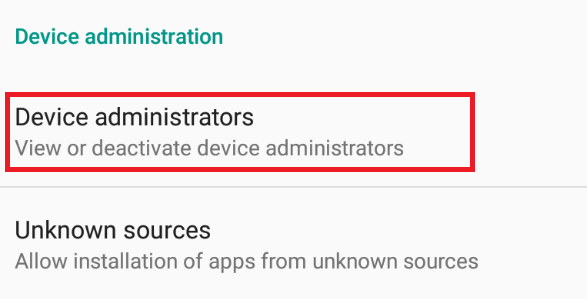 Device administration
Device administrators
View or deactivate device administrators
Unknown sources
Allow installation of apps from unknown sources